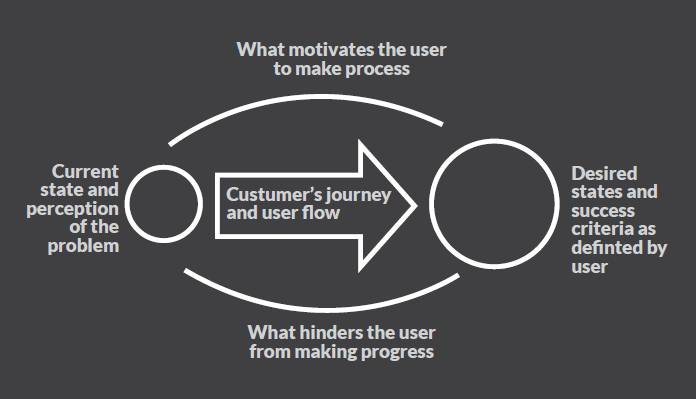 What motivates the user
to make process
Current
state and
perception
of the
problem
Custumer's journey
and user flow
Desired
states and
success
criteria as
definted by
user
What hinders the user
from making progress